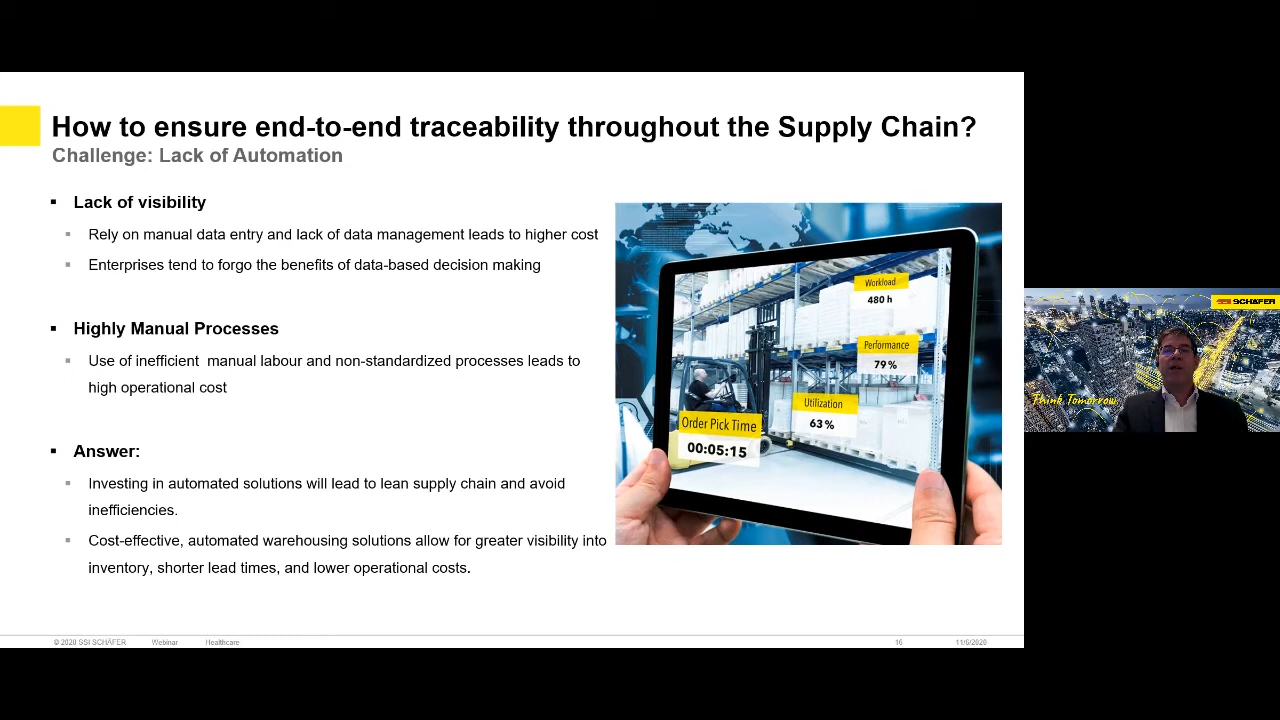 How to ensure end-to-end traceability throughout the Supply Chain?
Challenge: Lack of Automation
▪ Lack of visibility
▪ Rely on manual data entry and lack of data management leads to higher cost
▪ Enterprises tend to forgo the benefits of data-based decision making
▪ Highly Manual Processes
▪ Use of inefficient  manual labour and non-standardized processes leads to
high operational cost
▪ Answer:
▪ Investing in automated solutions will lead to lean supply chain and avoid
inefficiencies.
▪ Cost-effective, automated warehousing solutions allow for greater visibility into
inventory, shorter lead times, and lower operational costs.
Workload
480 h
Performance
79 %
Utilization
63 %
Order Pick Time
00:05:15
SSI SCHÄFER
Think Tomorrow.
© 2020 SSI SCHÄFER Webinar Healthcare 16 11/6/2020